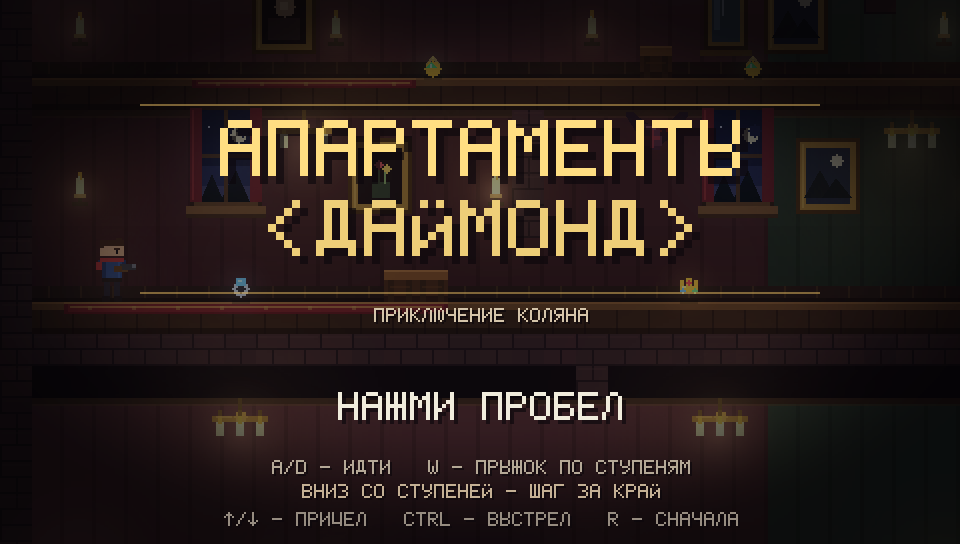 АПАРТАМЕНТЫ
<ДАЙМОНД>
ПРИКЛЮЧЕНИЕ КОЛЯНА
НАЖМИ ПРОБЕЛ
A/D – ИДТИ W – ПРЫЖОК ПО СТУПЕНЯМ
ВНИЗ СО СТУПЕНЕЙ – ШАГ ЗА КРАЙ
↑/↓ – ПРИЦЕЛ CTRL – ВЫСТРЕЛ R – СНАЧАЛА